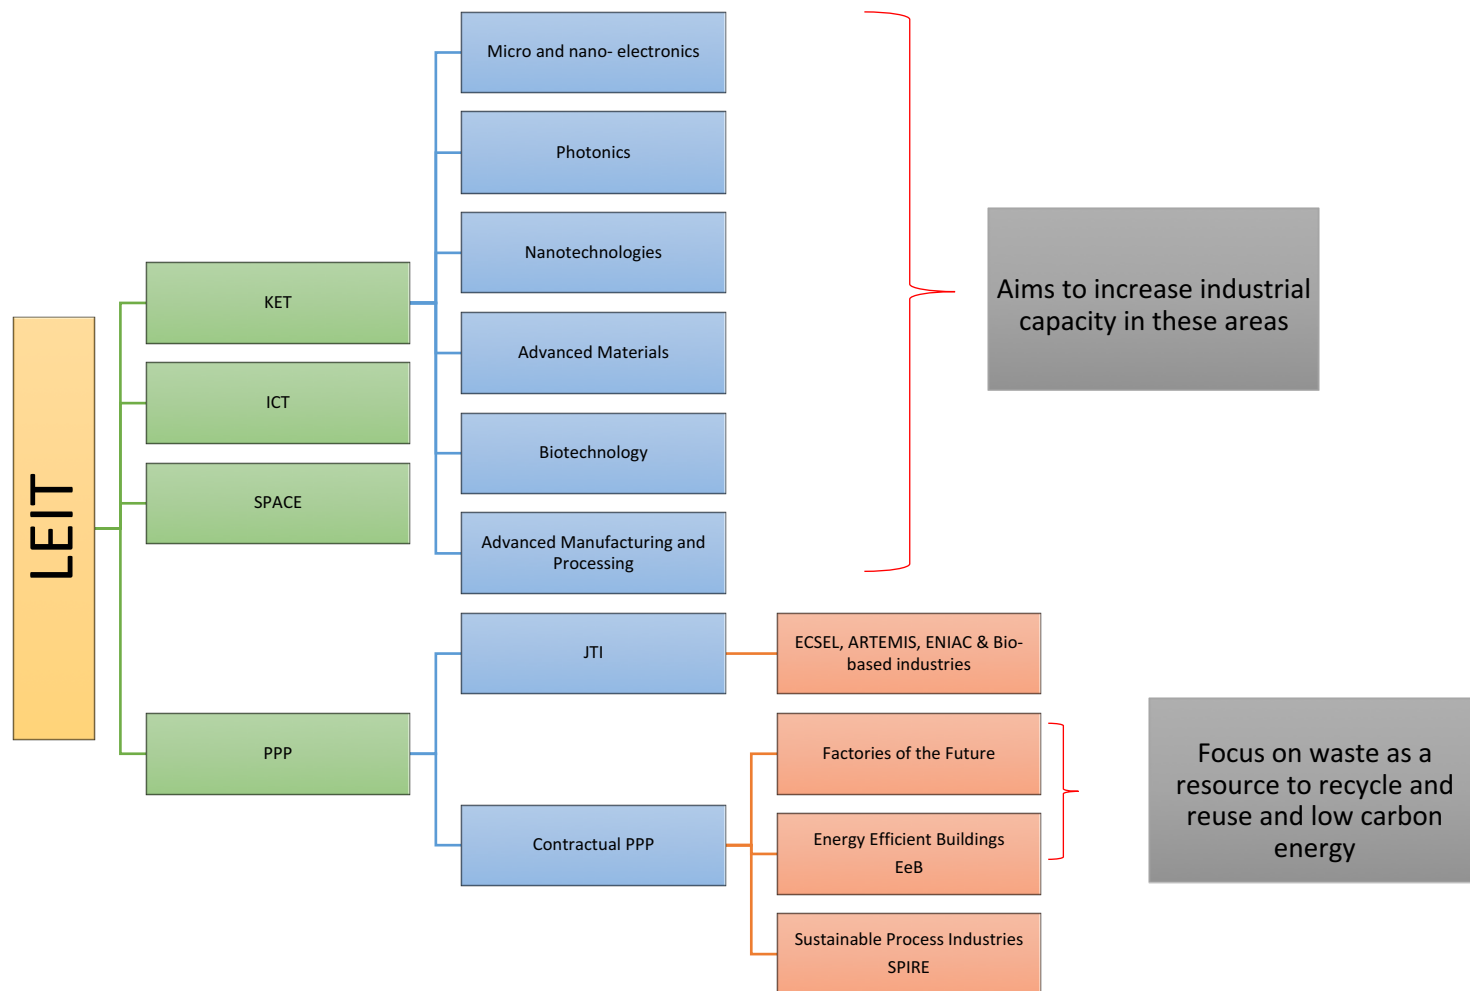 LEIT
KET
ICT
SPACE
PPP
Micro and nano- electronics
Photonics
Nanotechnologies
Advanced Materials
Biotechnology
Advanced Manufacturing and
Processing
JTI
Contractual PPP
ECSEL, ARTEMIS, ENIAC & Bio-
based industries
Factories of the Future
Energy Efficient Buildings
EeB
Sustainable Process Industries
SPIRE
Aims to increase industrial
capacity in these areas
Focus on waste as a
resource to recycle and
reuse and low carbon
energy